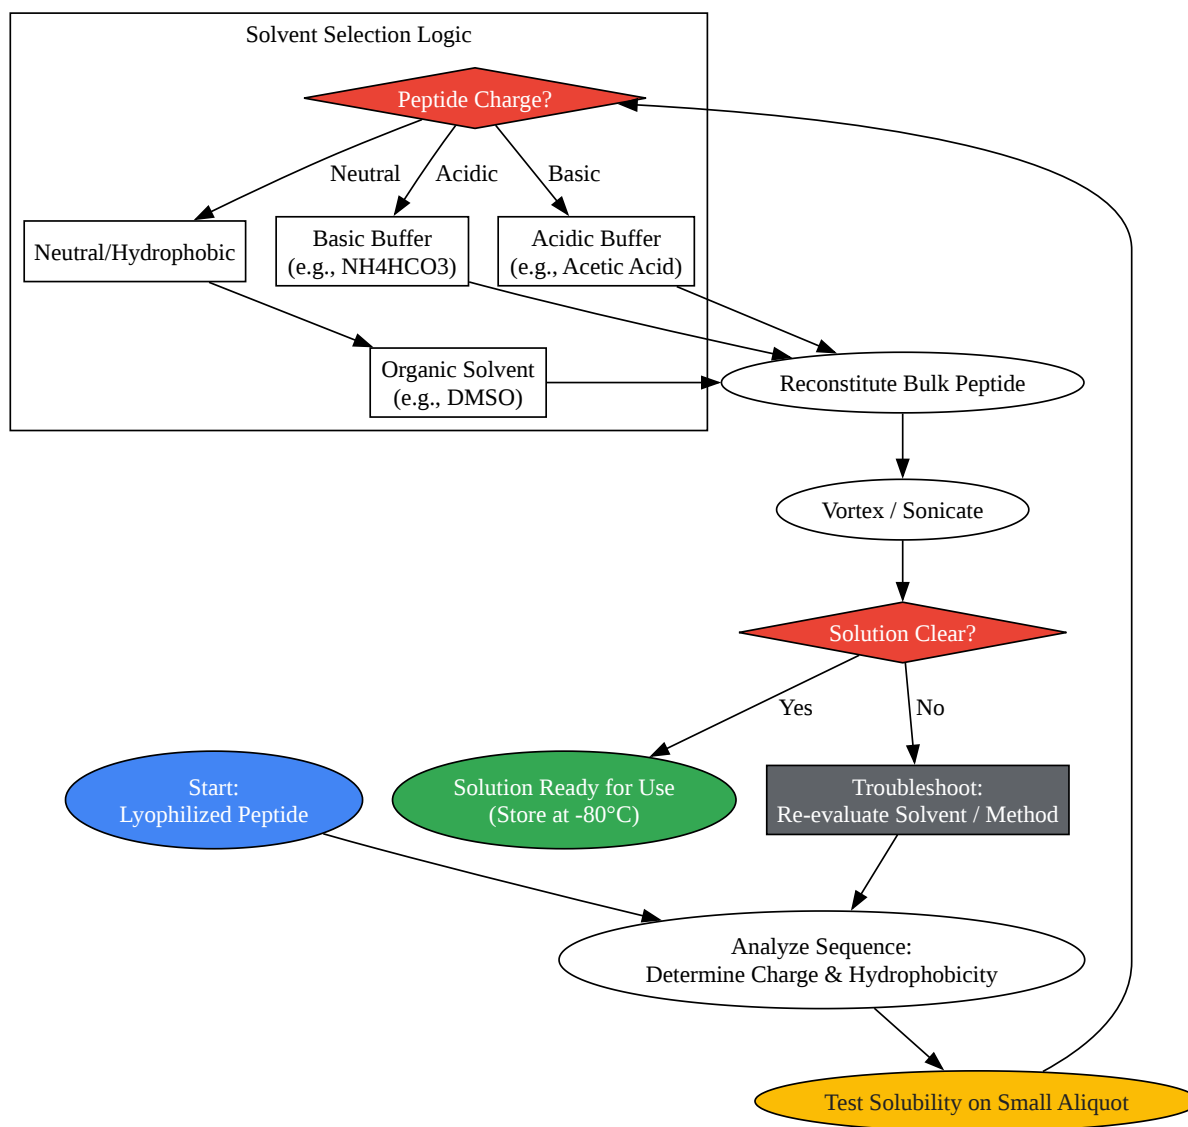 Solvent Selection Logic
Peptide Charge?
Neutral
Acidic
Basic
Neutral/Hydrophobic
Basic Buffer
(e.g., NH4HCO3)
Acidic Buffer
(e.g., Acetic Acid)
Organic Solvent
(e.g., DMSO)
Reconstitute Bulk Peptide
Vortex / Sonicate
Solution Clear?
Yes
No
Start:
Lyophilized Peptide
Solution Ready for Use
(Store at -80°C)
Troubleshoot:
Re-evaluate Solvent / Method
Analyze Sequence:
Determine Charge & Hydrophobicity
Test Solubility on Small Aliquot